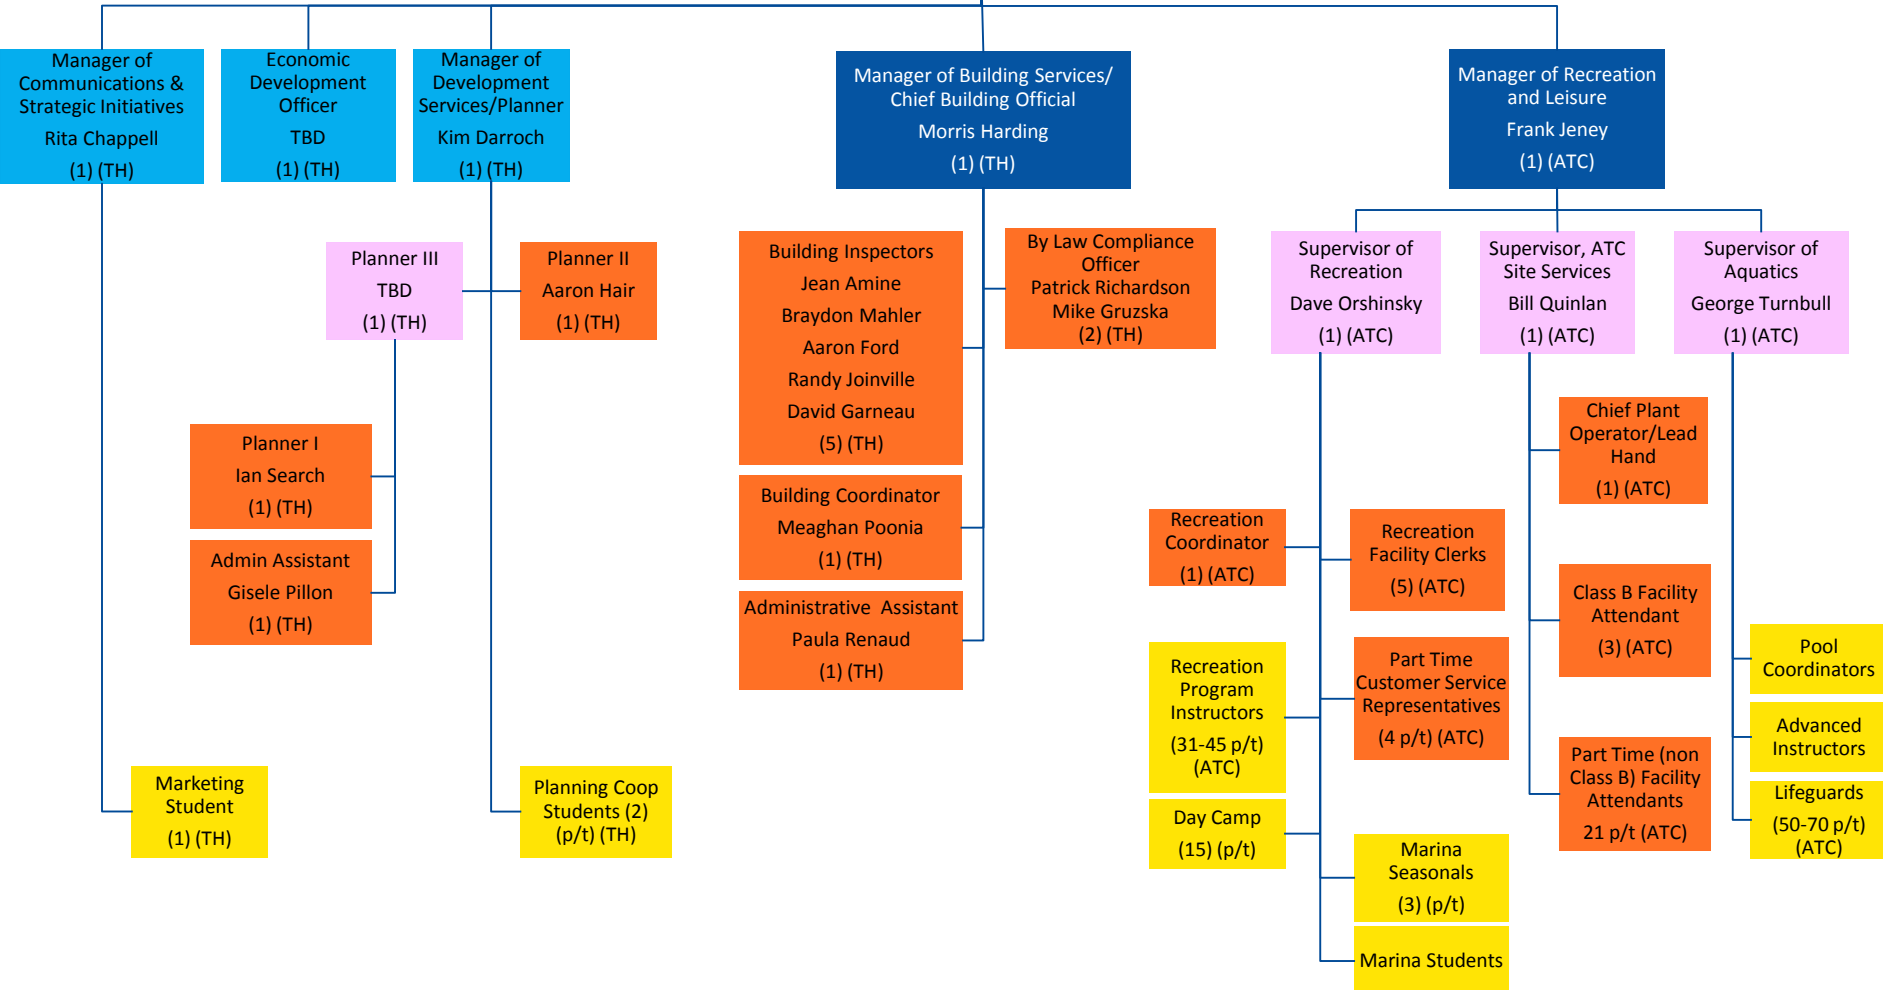 Manager of
Communications &
Strategic Initiatives
Rita Chappell
(1) (TH)
Economic
Development
Officer
TBD
(1) (TH)
Manager of
Development
Services/Planner
Kim Darroch
(1) (TH)
Manager of Building Services/
Chief Building Official
Morris Harding
(1) (TH)
Manager of Recreation
and Leisure
Frank Jeney
(1) (ATC)
Planner III
TBD
(1) (TH)
Planner II
Aaron Hair
(1) (TH)
Planner I
Ian Search
(1) (TH)
Admin Assistant
Gisele Pillon
(1) (TH)
Marketing
Student
(1) (TH)
Planning Coop
Students (2)
(p/t) (TH)
Building Inspectors
Jean Amine
Braydon Mahler
Aaron Ford
Randy Joinville
David Garneau
(5) (TH)
By Law Compliance
Officer
Patrick Richardson
Mike Gruzska
(2) (TH)
Building Coordinator
Meaghan Poonia
(1) (TH)
Administrative Assistant
Paula Renaud
(1) (TH)
Supervisor of
Recreation
Dave Orshinsky
(1) (ATC)
Supervisor, ATC
Site Services
Bill Quinlan
(1) (ATC)
Supervisor of
Aquatics
George Turnbull
(1) (ATC)
Recreation
Coordinator
(1) (ATC)
Recreation
Facility Clerks
(5) (ATC)
Recreation
Program
Instructors
(31-45 p/t)
(ATC)
Part Time
Customer Service
Representatives
(4 p/t) (ATC)
Day Camp
(15) (p/t)
Marina
Seasonals
(3) (p/t)
Marina Students
Chief Plant
Operator/Lead
Hand
(1) (ATC)
Class B Facility
Attendant
(3) (ATC)
Part Time (non
Class B) Facility
Attendants
21 p/t (ATC)
Pool
Coordinators
Advanced
Instructors
Lifeguards
(50-70 p/t)
(ATC)